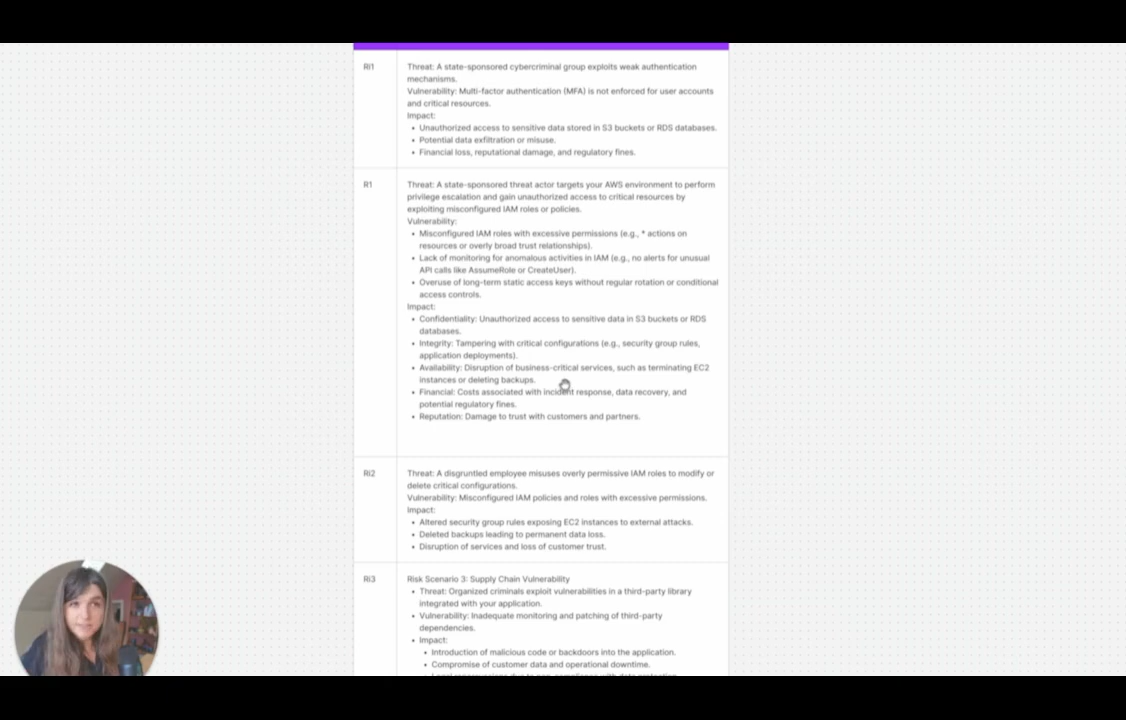 Ri1
Threat: A state-sponsored cybercriminal group exploits weak authentication
mechanisms.
Vulnerability: Multi-factor authentication (MFA) is not enforced for user accounts
and critical resources.
Impact:
• Unauthorized access to sensitive data stored in S3 buckets or RDS databases.
• Potential data exfiltration or misuse.
• Financial loss, reputational damage, and regulatory fines.
R1
Threat: A state-sponsored threat actor targets your AWS environment to perform
privilege escalation and gain unauthorized access to critical resources by
exploiting misconfigured IAM roles or policies.
Vulnerability:
• Misconfigured IAM roles with excessive permissions (e.g., * actions on
resources or overly broad trust relationships).
• Lack of monitoring for anomalous activities in IAM (e.g., no alerts for unusual
API calls like AssumeRole or CreateUser).
• Overuse of long-term static access keys without regular rotation or conditional
access controls.
Impact:
• Confidentiality: Unauthorized access to sensitive data in S3 buckets or RDS
databases.
• Integrity: Tampering with critical configurations (e.g., security group rules,
application deployments).
• Availability: Disruption of business-critical services, such as terminating EC2
instances or deleting backups.
• Financial: Costs associated with incident response, data recovery, and
potential regulatory fines.
• Reputation: Damage to trust with customers and partners.
Ri2
Threat: A disgruntled employee misuses overly permissive IAM roles to modify or
delete critical configurations.
Vulnerability: Misconfigured IAM policies and roles with excessive permissions.
Impact:
• Altered security group rules exposing EC2 instances to external attacks.
• Deleted backups leading to permanent data loss.
• Disruption of services and loss of customer trust.
Ri3
Risk Scenario 3: Supply Chain Vulnerability
• Threat: Organized criminals exploit vulnerabilities in a third-party library
integrated with your application.
• Vulnerability: Inadequate monitoring and patching of third-party
dependencies.
• Impact:
• Introduction of malicious code or backdoors into the application.
• Compromise of customer data and operational downtime.